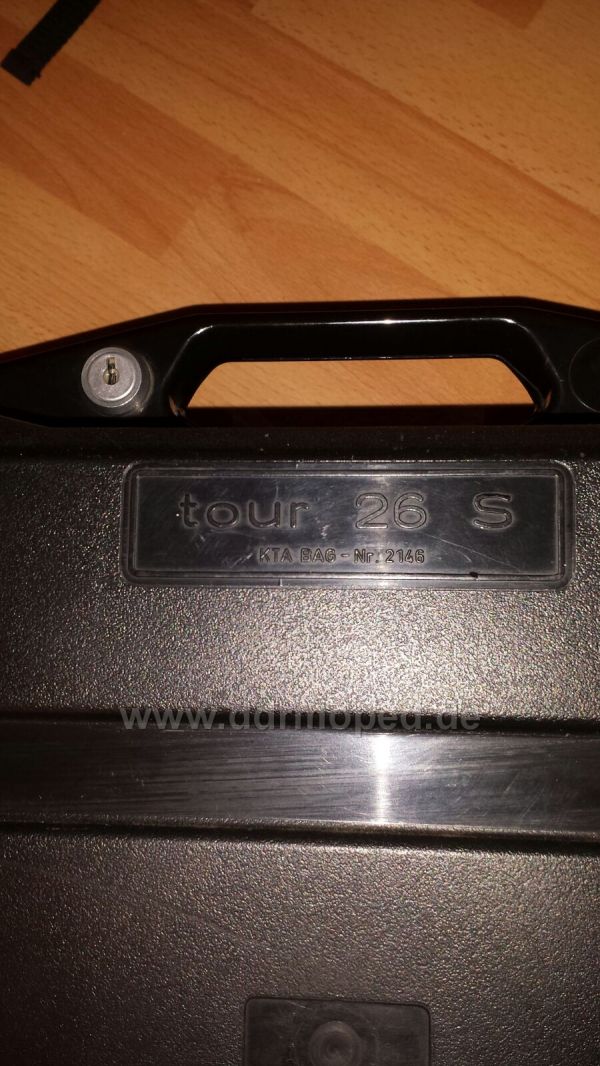 tour 26 S
KTA BAG - Nr. 2146
www.ddrmoped.de